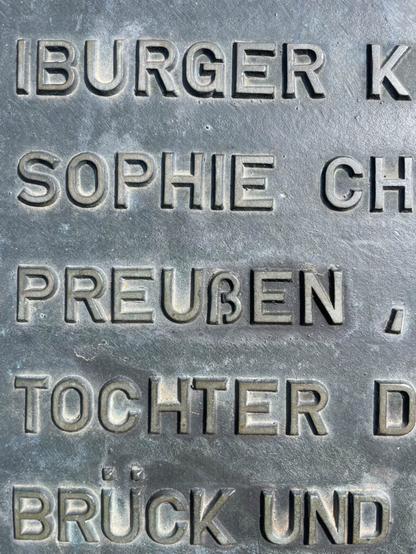 IBURGER K
SOPHIE CH
PREUßEN,
TOCHTER D
BRÜCK UND